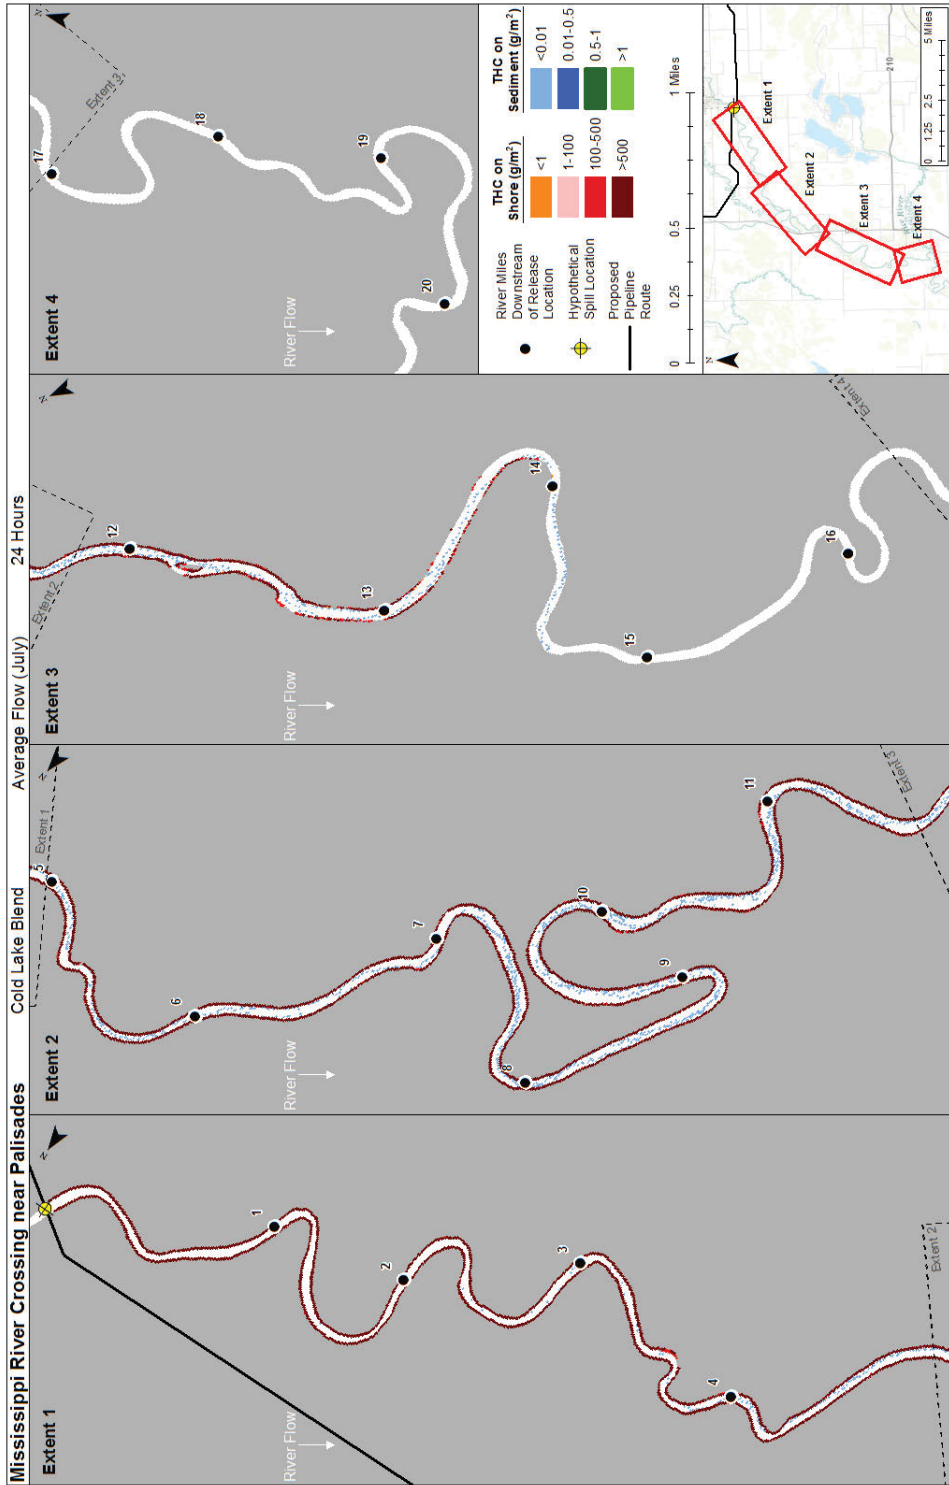 Mississippi River Crossing near Palisades
Cold Lake Blend
Average Flow (July)
24 Hours
Extent 1
N
River Flow
1
2
3
4
Extent 2
Extent 2
Extent 1
N
River Flow
5
6
7
8
9
10
11
Extent 3
Extent 3
Extent 2
N
River Flow
12
13
14
15
16
Extent 4
Extent 4
Extent 3
N
River Flow
17
18
19
20
River Miles
Downstream
of Release
Location
Hypothetical
Spill Location
Proposed
Pipeline
Route
THC on
Shore (g/m²)
<1
1-100
100-500
>500
THC on
Sediment (g/m²)
<0.01
0.01-0.5
0.5-1
>1
0 0.25 0.5 1 Miles
N
Extent 1
Extent 2
Extent 3
Extent 4
210
0 1.25 2.5 5 Miles